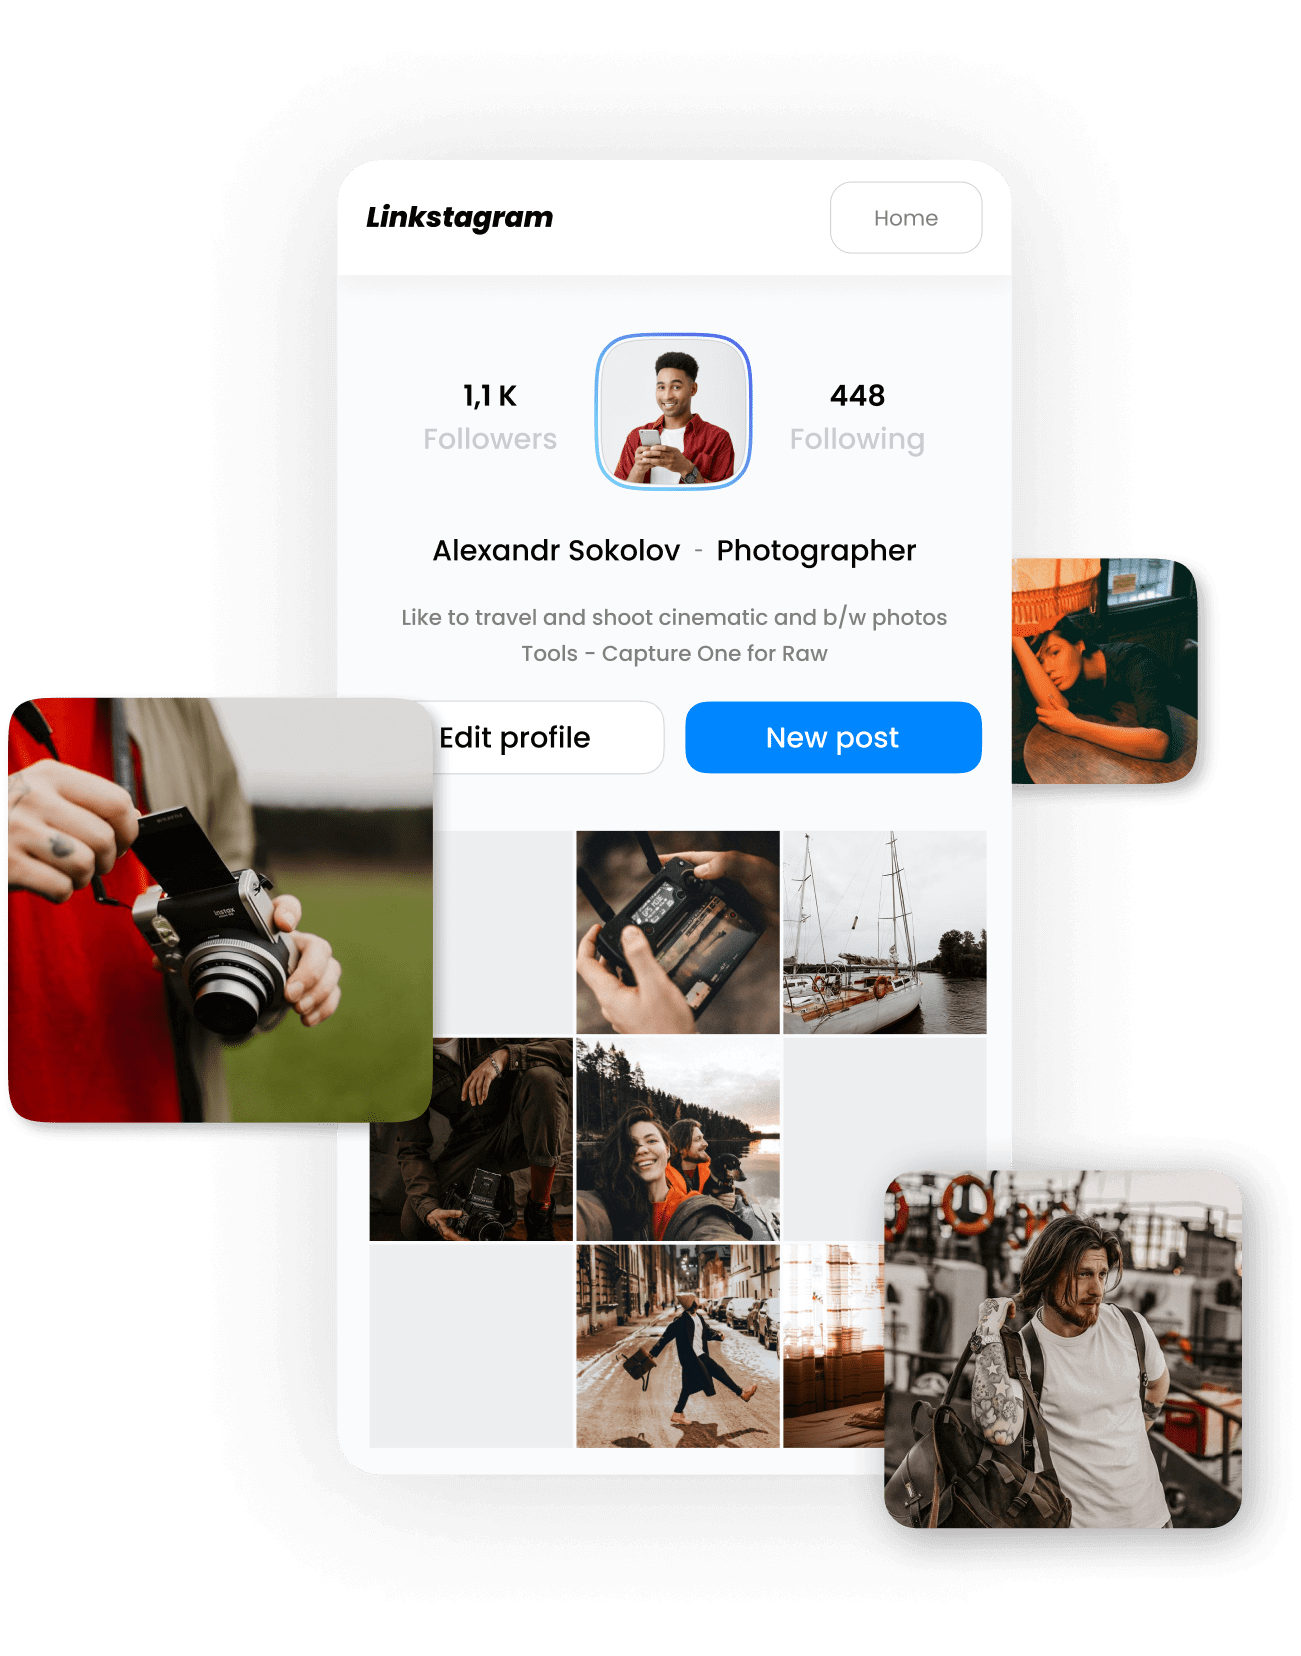 Linkstagram
Home
1,1 K
Followers
448
Following
Alexandr Sokolov - Photographer
Like to travel and shoot cinematic and b/w photos
Tools - Capture One for Raw
Edit profile
New post
instax